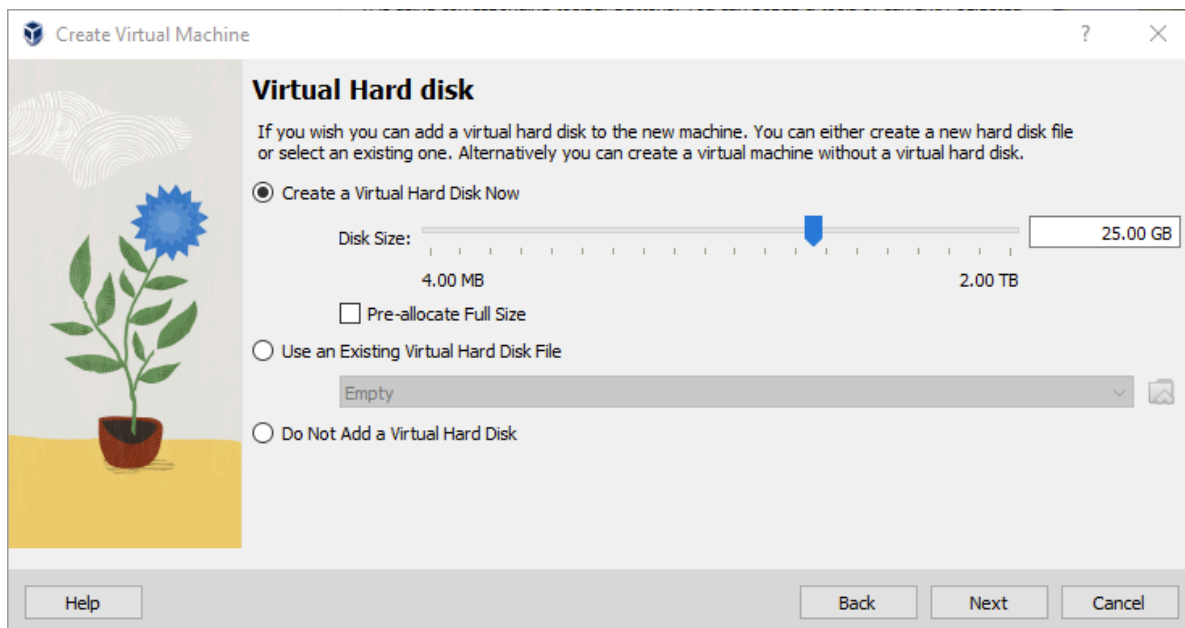 Create Virtual Machine
?
Virtual Hard disk
If you wish you can add a virtual hard disk to the new machine. You can either create a new hard disk file
or select an existing one. Alternatively you can create a virtual machine without a virtual hard disk.
Create a Virtual Hard Disk Now
Disk Size:
25.00 GB
4.00 MB
2.00 TB
Pre-allocate Full Size
Use an Existing Virtual Hard Disk File
Empty
Do Not Add a Virtual Hard Disk
Help
Back
Next
Cancel